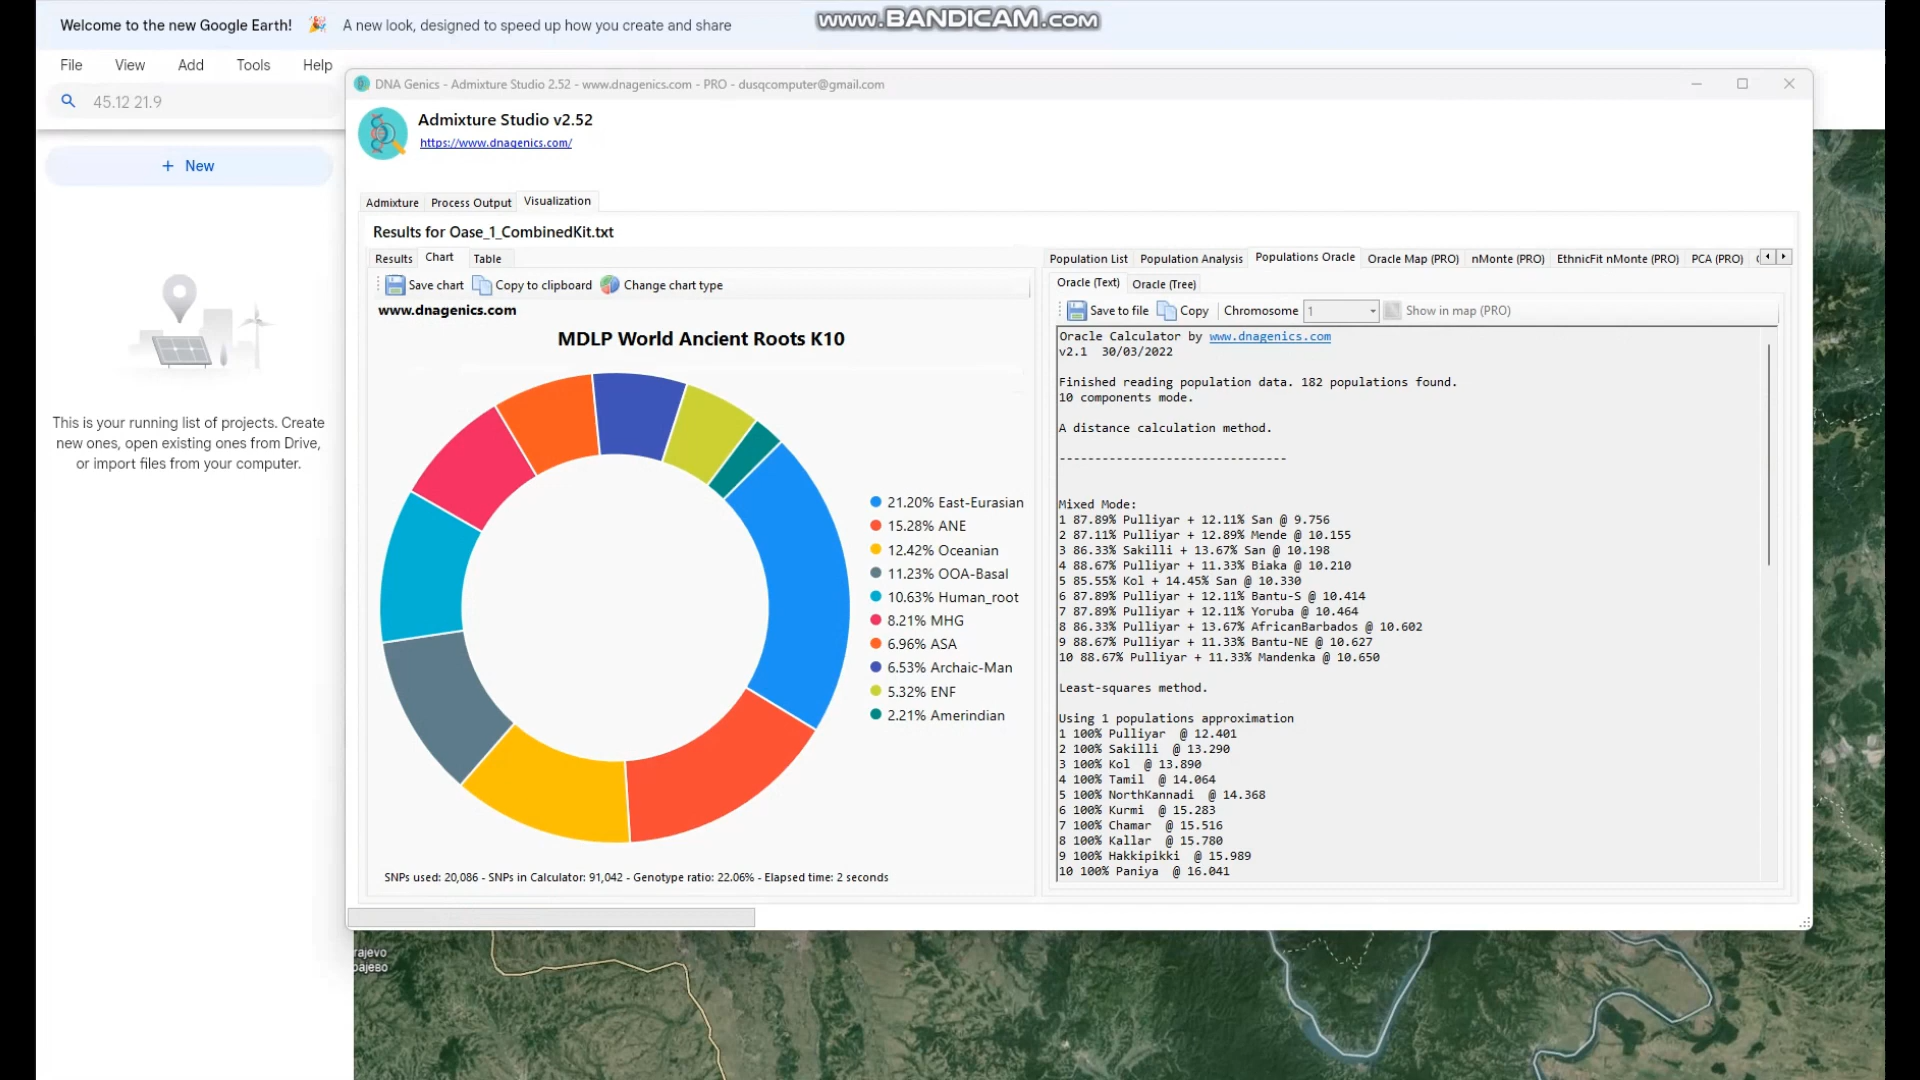 Welcome to the new Google Earth! 🎉 A new look, designed to speed up how you create and share
www.BANDICAM.com
File View Add Tools Help
45.12 21.9
+ New
This is your running list of projects. Create
new ones, open existing ones from Drive,
or import files from your computer.
DNA Genics - Admixture Studio 2.52 - www.dnagenics.com - PRO - dusqcomputer@gmail.com
Admixture Studio v2.52
https://www.dnagenics.com/
Admixture Process Output Visualization
Results for Oase_1_CombinedKit.txt
Results Chart Table
Save chart Copy to clipboard Change chart type
www.dnagenics.com
MDLP World Ancient Roots K10
21.20% East-Eurasian
15.28% ANE
12.42% Oceanian
11.23% OOA-Basal
10.63% Human_root
8.21% MHG
6.96% ASA
6.53% Archaic-Man
5.32% ENF
2.21% Amerindian
SNPs used: 20,086 - SNPs in Calculator: 91,042 - Genotype ratio: 22.06% - Elapsed time: 2 seconds
Population List Population Analysis Populations Oracle Oracle Map (PRO) nMonte (PRO) EthnicFit nMonte (PRO) PCA (PRO)
Oracle (Text) Oracle (Tree)
Save to file Copy Chromosome 1 Show in map (PRO)
Oracle Calculator by www.dnagenics.com
v2.1 30/03/2022
Finished reading population data. 182 populations found.
10 components mode.
A distance calculation method.
------------------------------
Mixed Mode:
1 87.89% Pulliyar + 12.11% San @ 9.756
2 87.11% Pulliyar + 12.89% Mende @ 10.155
3 86.33% Sakilli + 13.67% San @ 10.198
4 88.67% Pulliyar + 11.33% Biaka @ 10.210
5 85.55% Kol + 14.45% San @ 10.330
6 87.89% Pulliyar + 12.11% Bantu-S @ 10.414
7 87.89% Pulliyar + 12.11% Yoruba @ 10.464
8 86.33% Pulliyar + 13.67% AfricanBarbados @ 10.602
9 88.67% Pulliyar + 11.33% Bantu-NE @ 10.627
10 88.67% Pulliyar + 11.33% Mandenka @ 10.650
Least-squares method.
Using 1 populations approximation
1 100% Pulliyar @ 12.401
2 100% Sakilli @ 13.290
3 100% Kol @ 13.890
4 100% Tamil @ 14.064
5 100% NorthKannadi @ 14.368
6 100% Kurmi @ 15.283
7 100% Chamar @ 15.516
8 100% Kallar @ 15.780
9 100% Hakkipikki @ 15.989
10 100% Paniya @ 16.041
rajevo
рајево